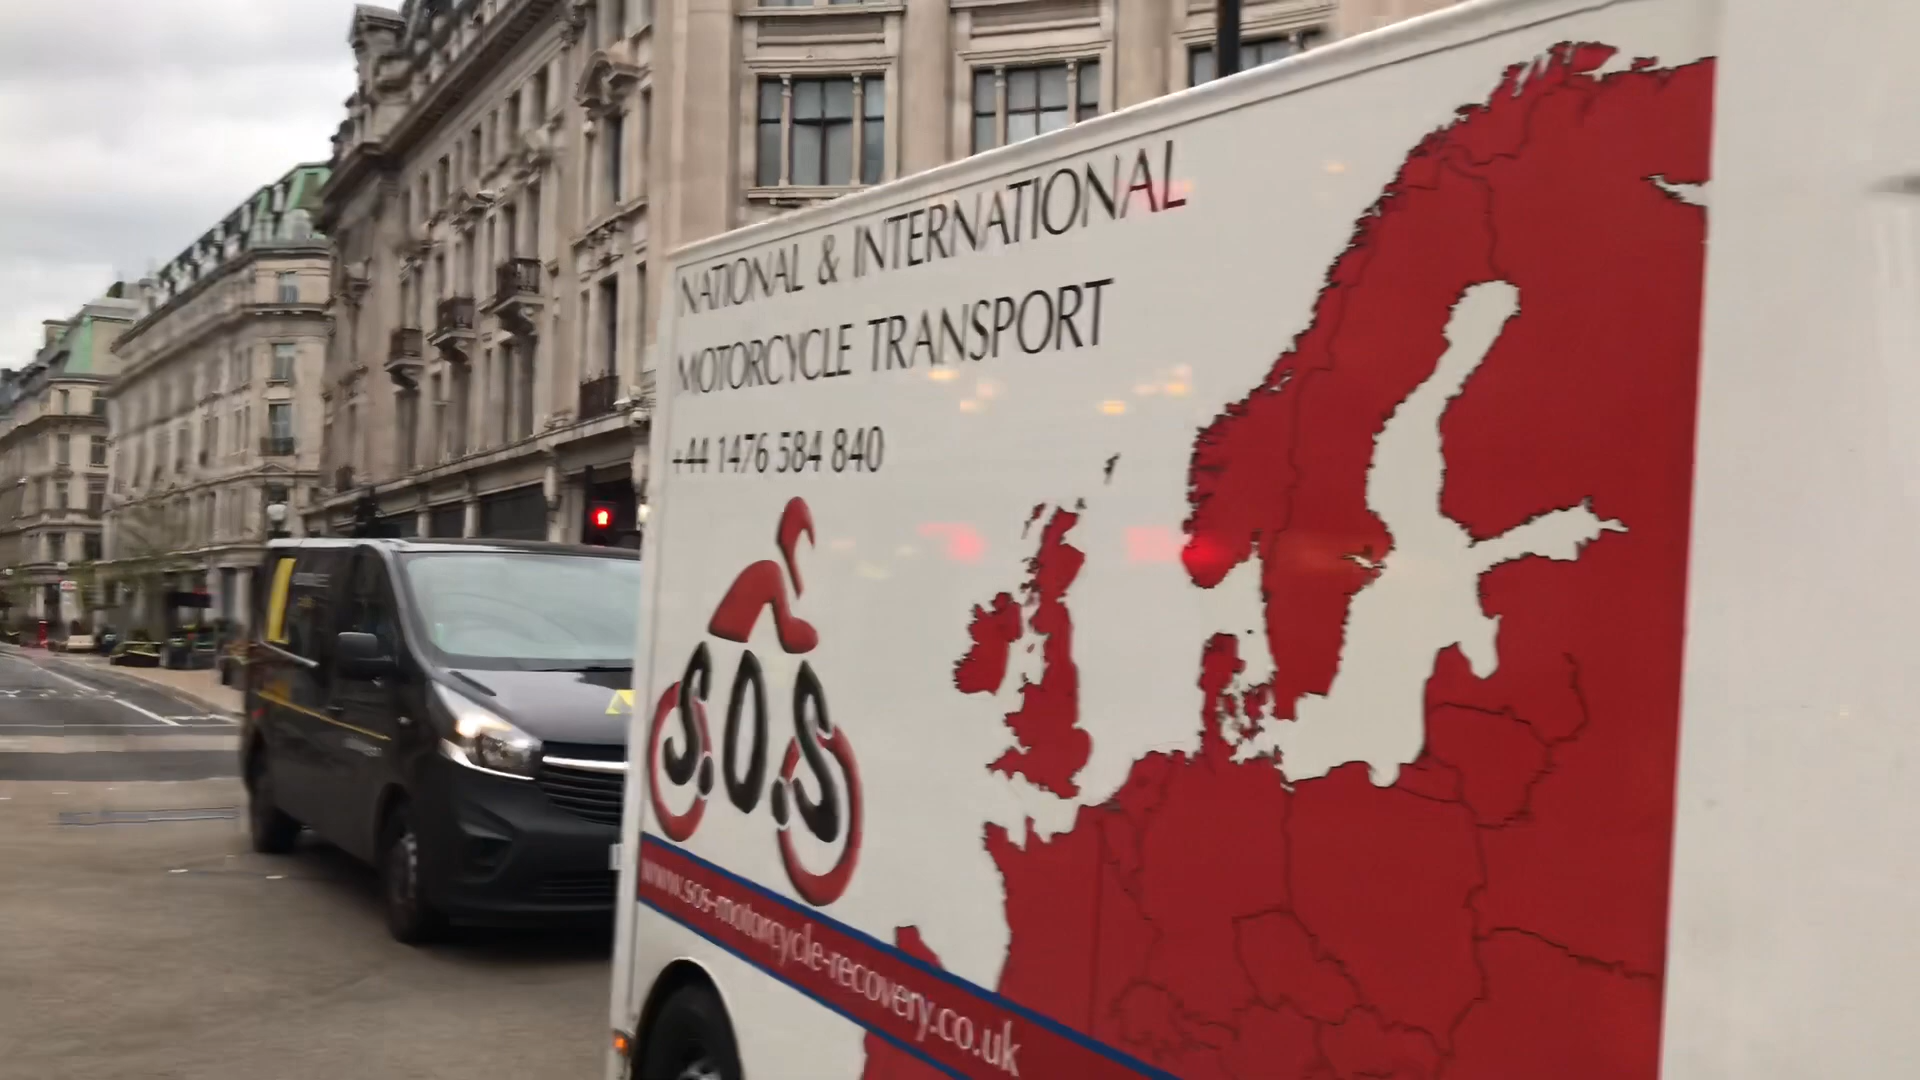 NATIONAL & INTERNATIONAL
MOTORCYCLE TRANSPORT
+44 1476 584 840
S.O.S
www.sos-motorcycle-recovery.co.uk